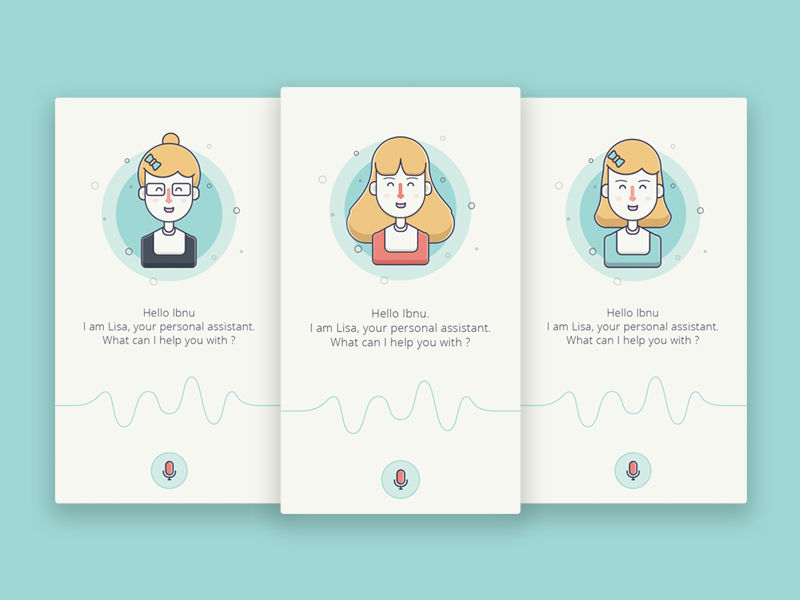 Hello Ibnu
I am Lisa, your personal assistant.
What can I help you with ?
Hello Ibnu.
I am Lisa, your personal assistant.
What can I help you with ?
Hello Ibnu
I am Lisa, your personal assistant.
What can I help you with ?